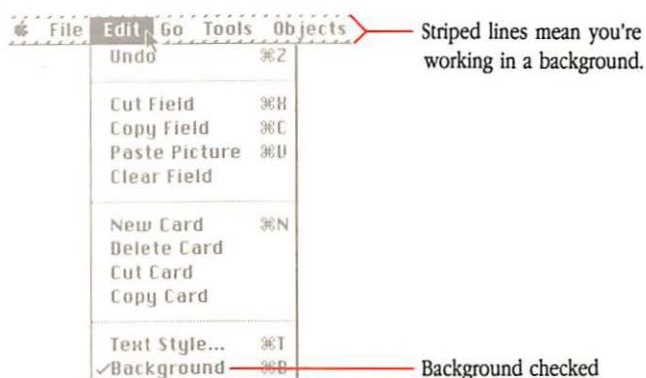 File Edit Go Tools Objects
Striped lines mean you're
working in a background.
Undo ⌘Z
Cut Field ⌘X
Copy Field ⌘C
Paste Picture ⌘V
Clear Field
New Card ⌘N
Delete Card
Cut Card
Copy Card
Text Style... ⌘T
✓Background ⌘B
Background checked